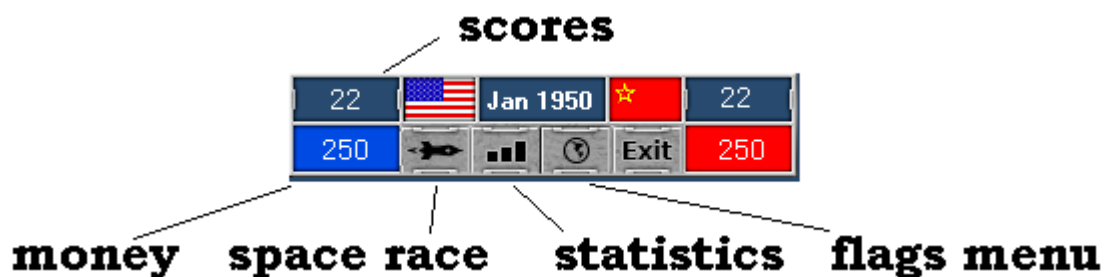 scores
22 Jan 1950 22
250 Exit 250
money space race statistics flags menu